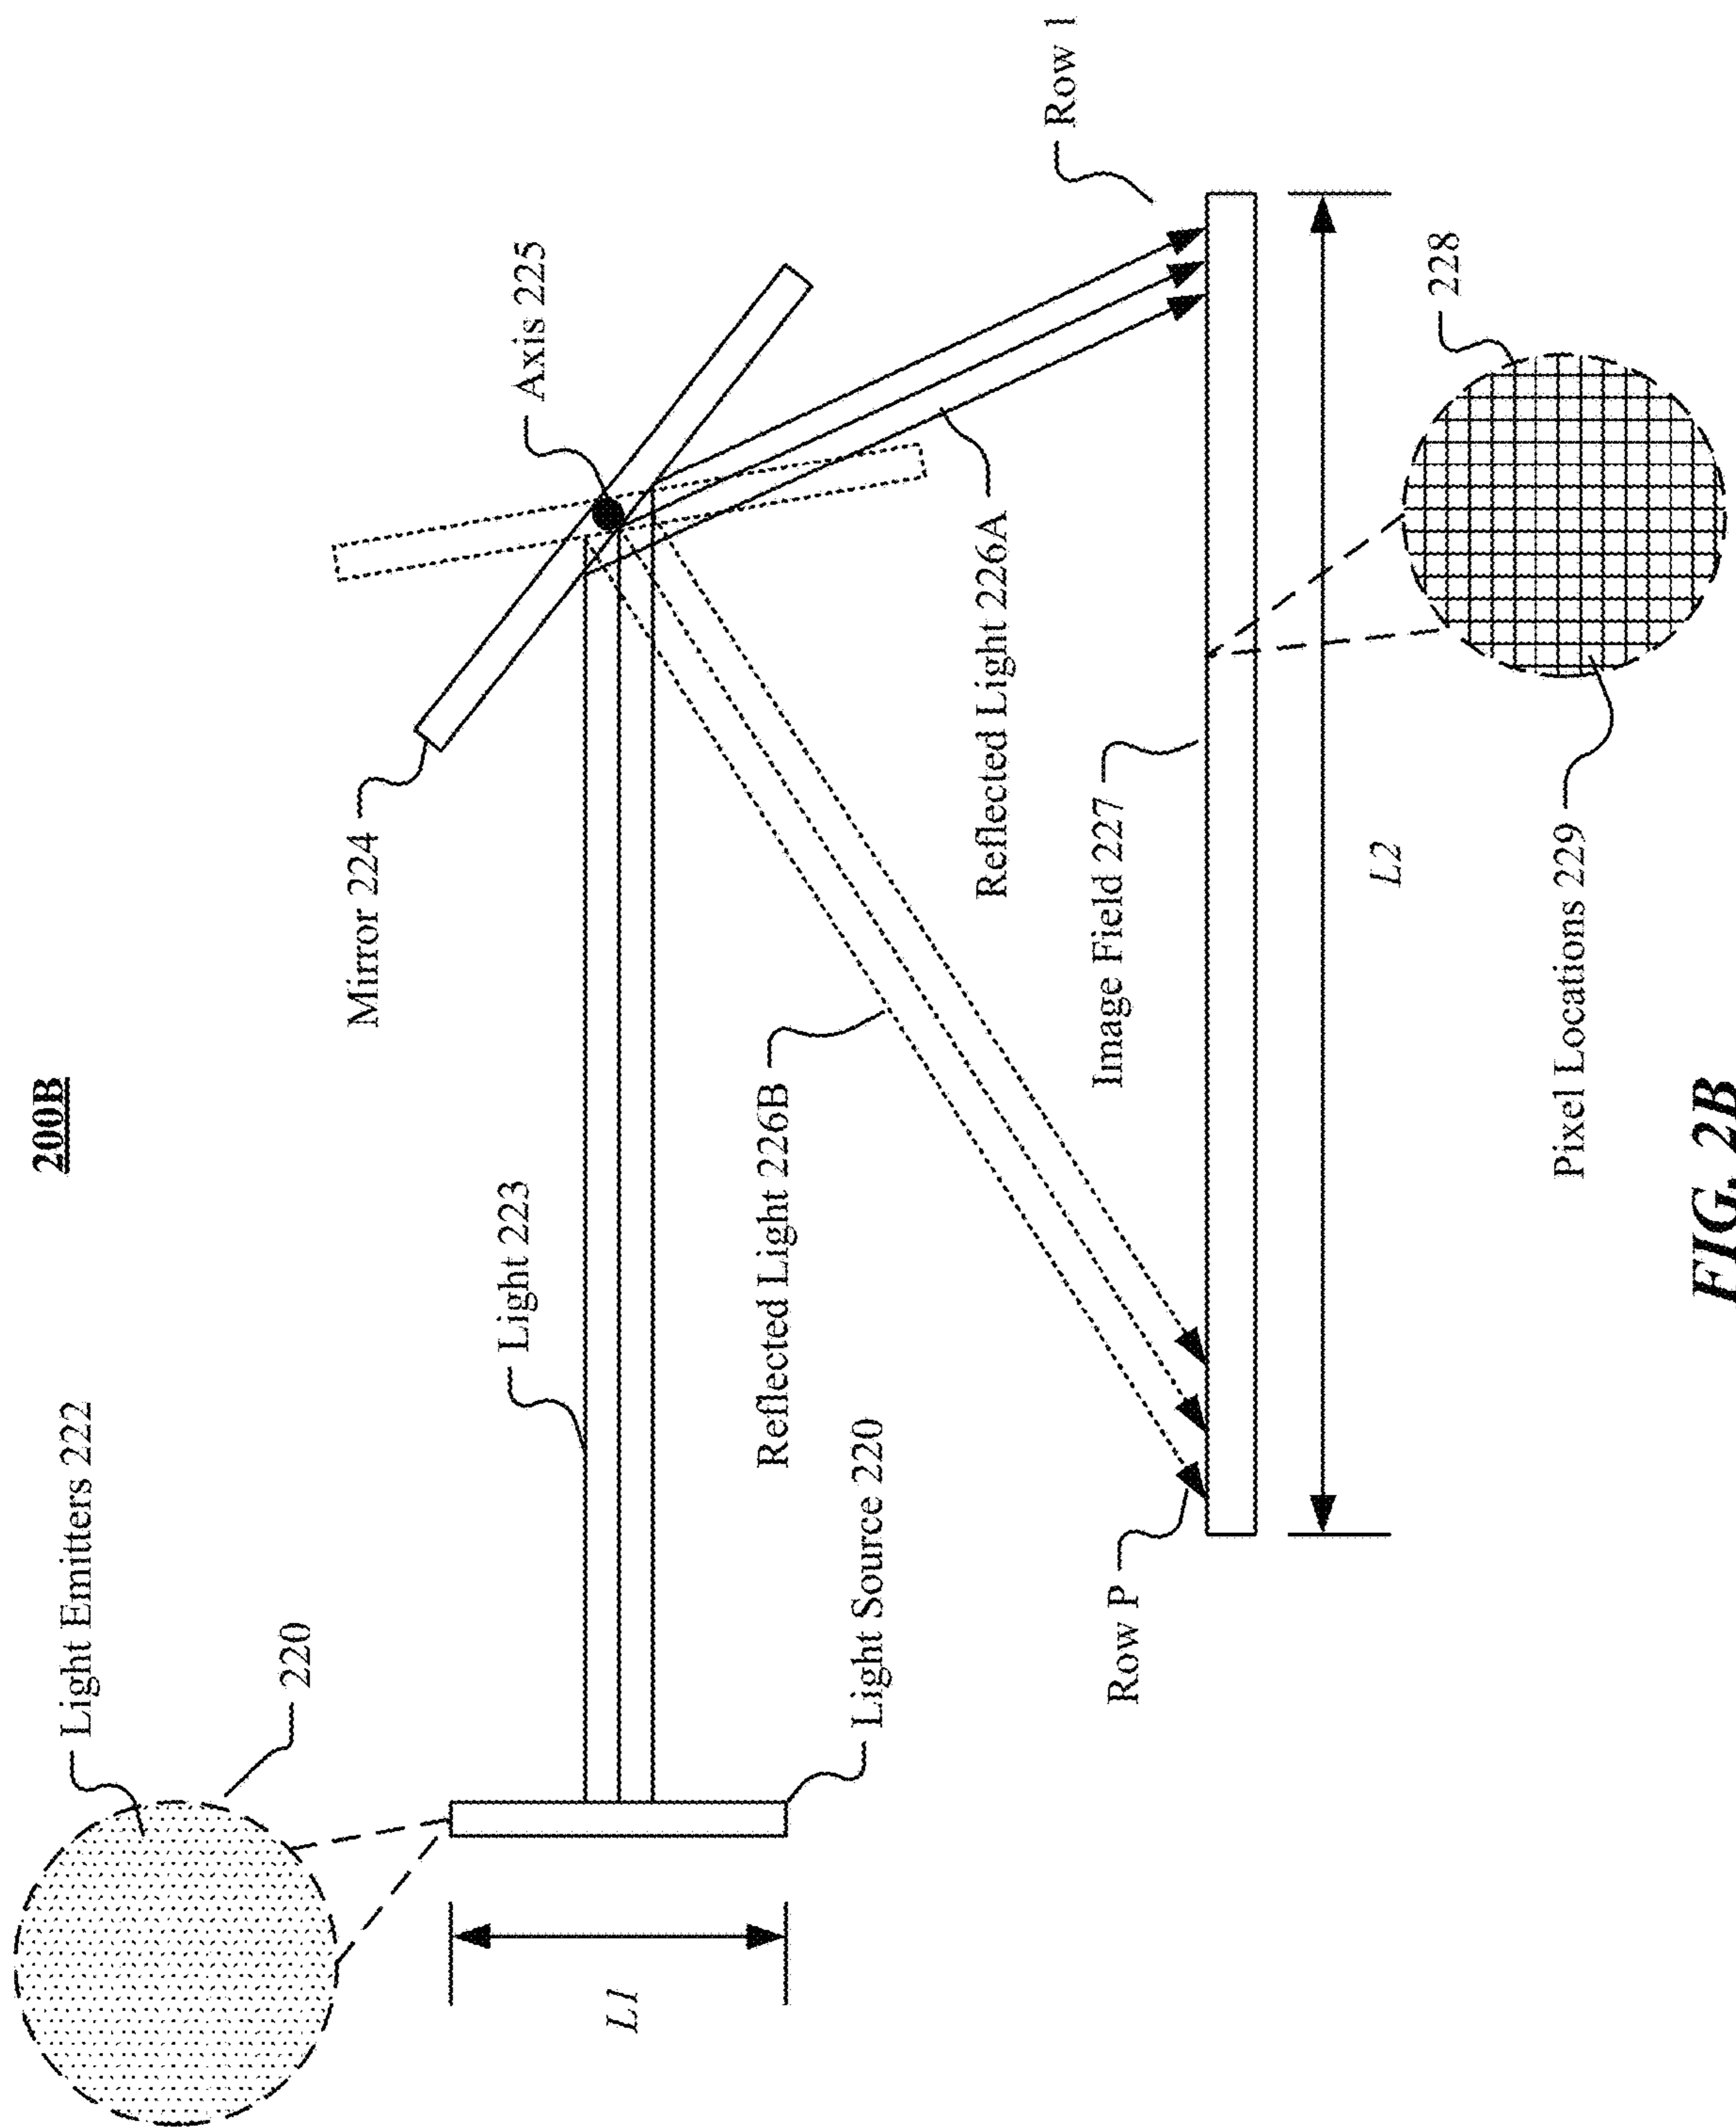 200B
Light Emitters 222
220
Light 223
Mirror 224
Axis 225
L1
Light Source 220
Reflected Light 226B
Reflected Light 226A
Row P
Image Field 227
Row 1
L2
228
Pixel Locations 229
FIG. 2B